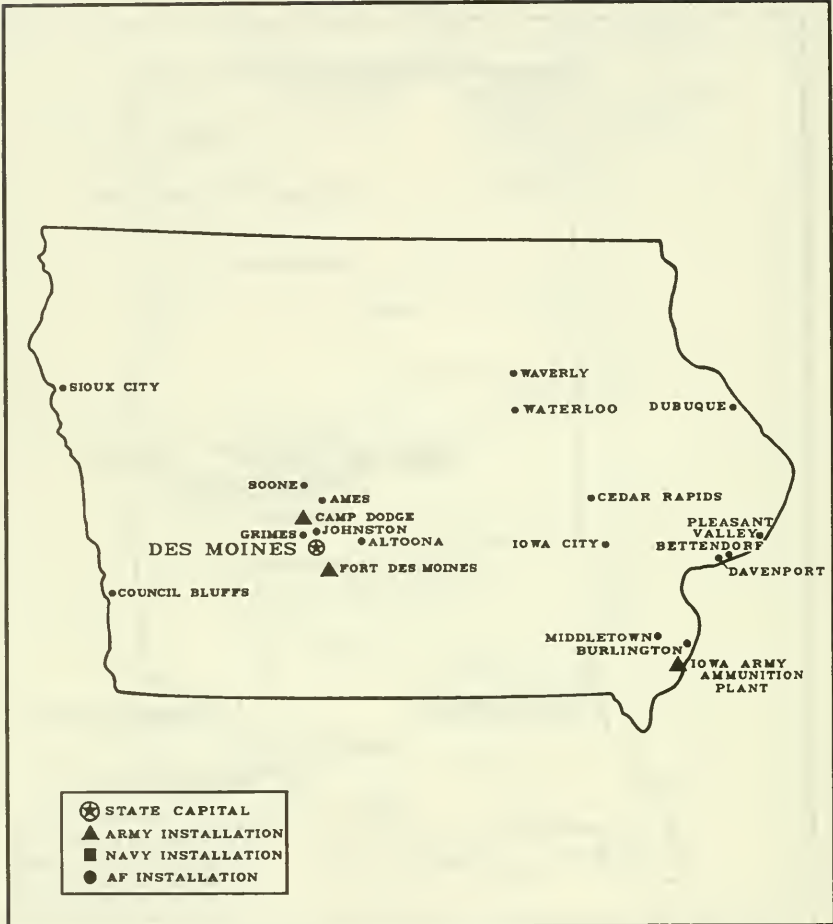 WAVERLY
SIOUX CITY
WATERLOO
DUBUQUE
BOONE
AMES
CEDAR RAPIDS
CAMP DODGE
PLEASANT
GRIMES
JOHNSTON
VALLEY
DES MOINES
ALTOONA
IOWA CITY
BETTENDORF
FORT DES MOINES
DAVENPORT
COUNCIL BLUFFS
MIDDLETOWN
BURLINGTON
IOWA ARMY
AMMUNITION
PLANT
STATE CAPITAL
ARMY INSTALLATION
NAVY INSTALLATION
AF INSTALLATION